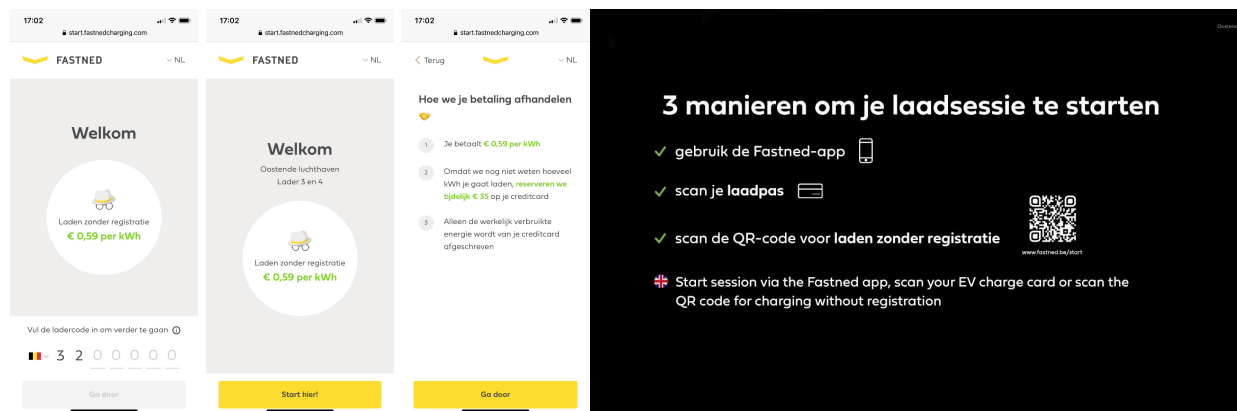 17:02
start.fastnedcharging.com
FASTNED
NL
Welkom
Laden zonder registratie
€ 0,59 per kWh
Vul de ladercode in om verder te gaan
3 2 0 0 0 0 0
Ga door
17:02
start.fastnedcharging.com
FASTNED
NL
Welkom
Oostende luchthaven
Lader 3 en 4
Laden zonder registratie
€ 0,59 per kWh
Start hier!
17:02
start.fastnedcharging.com
Terug
NL
Hoe we je betaling afhandelen
1 Je betaalt € 0,59 per kWh
2 Omdat we nog niet weten hoeveel
kWh je gaat laden, reserveren we
tijdelijk € 35 op je creditcard
3 Alleen de werkelijk verbruikte
energie wordt van je creditcard
afgeschreven
Ga door
3 manieren om je laadsessie te starten
gebruik de Fastned-app
scan je laadpas
scan de QR-code voor laden zonder registratie
www.fastned.be/start
Start session via the Fastned app, scan your EV charge card or scan the
QR code for charging without registration